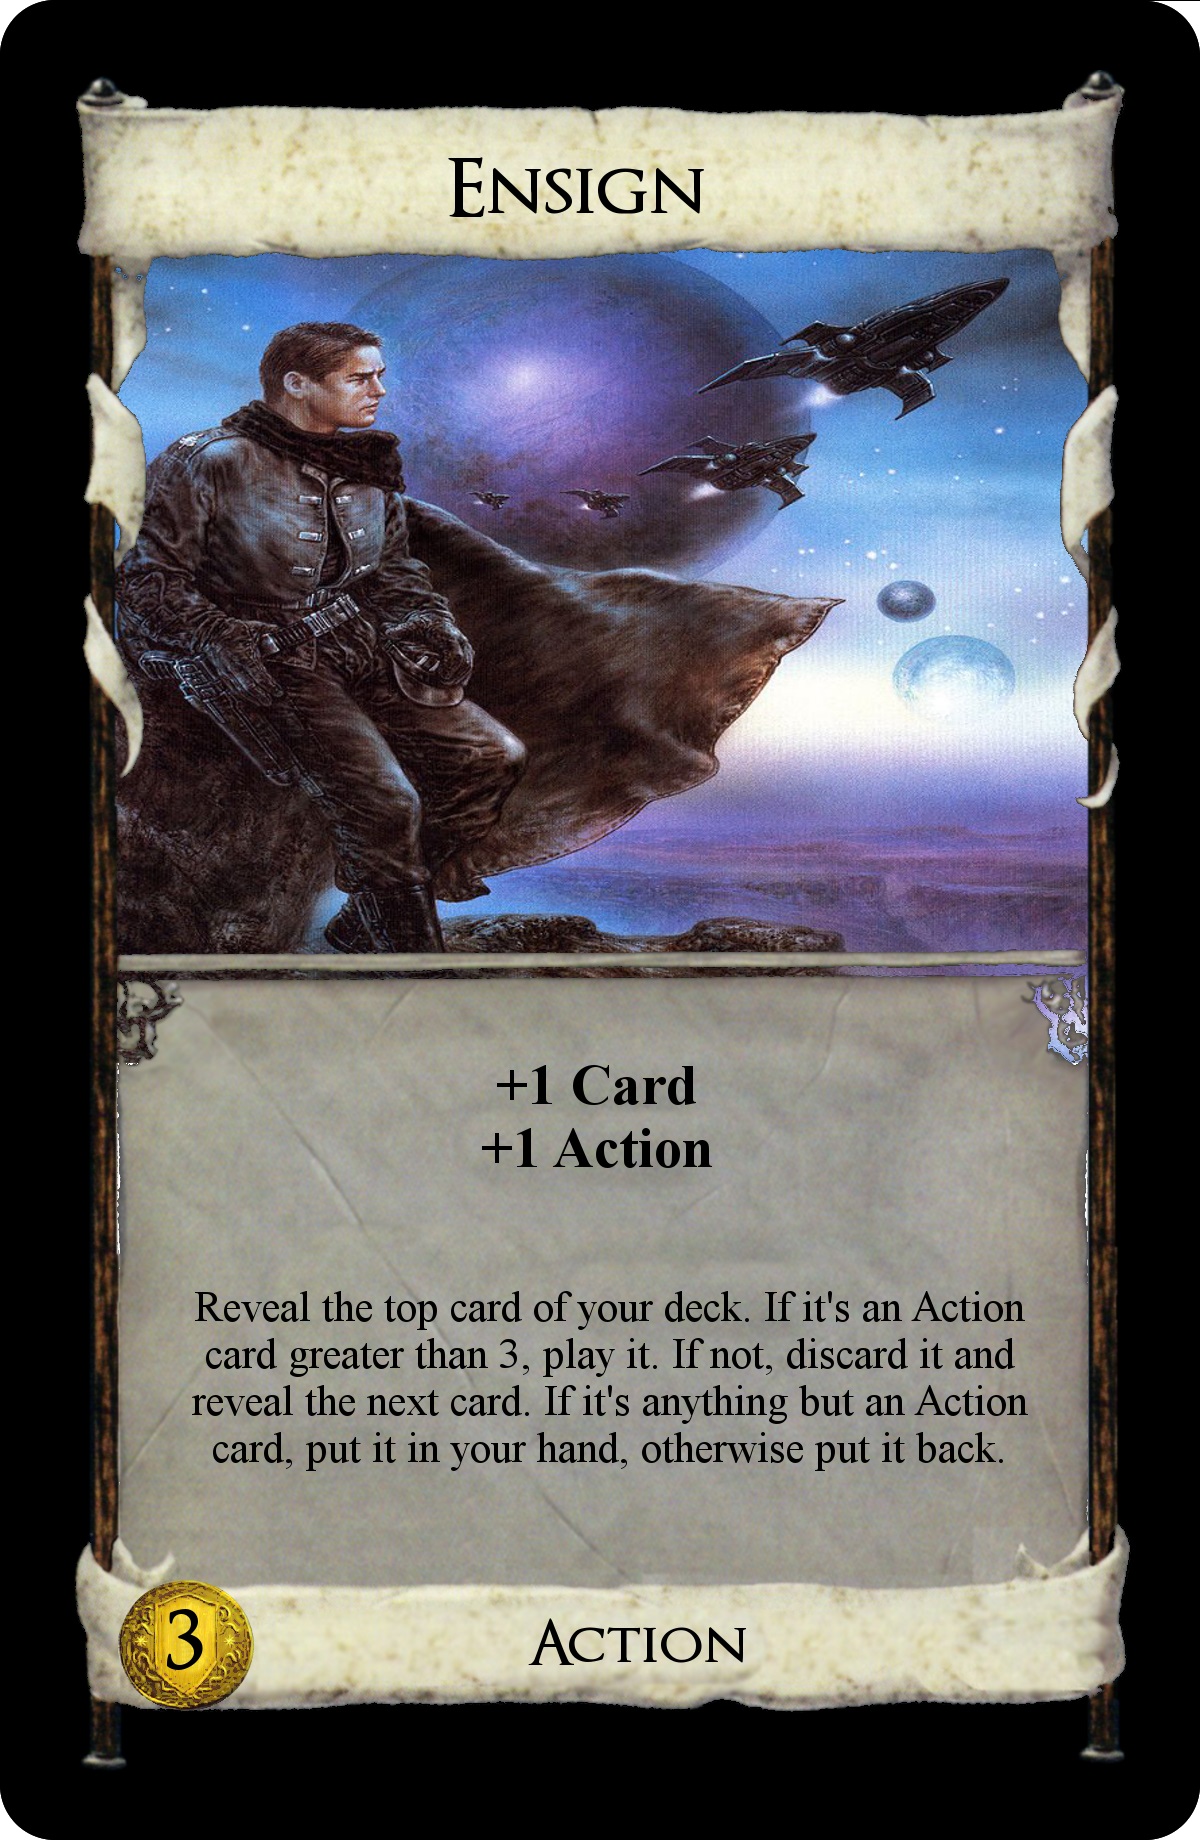 Ensign
+1 Card
+1 Action
Reveal the top card of your deck. If it's an Action
card greater than 3, play it. If not, discard it and
reveal the next card. If it's anything but an Action
card, put it in your hand, otherwise put it back.
3
Action